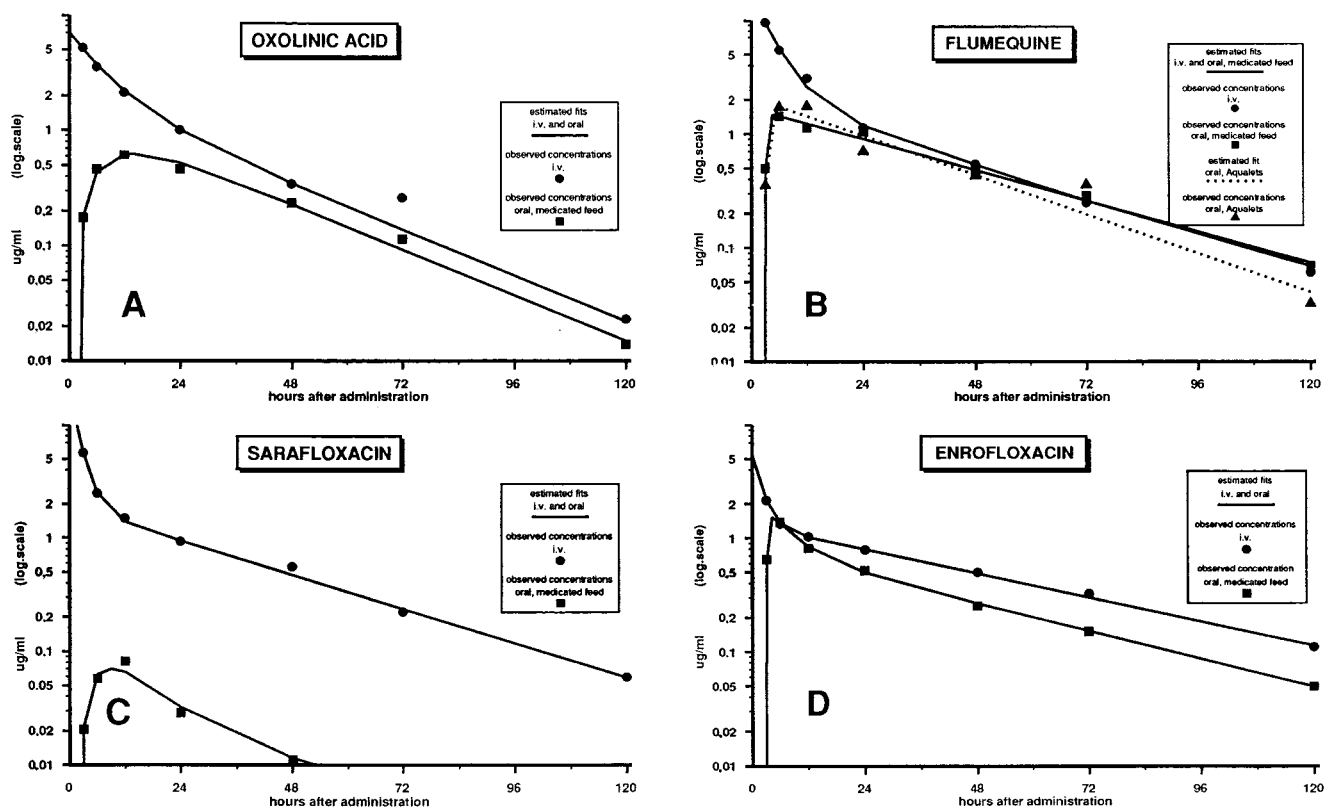 OXOLINIC ACID
(log.scale)
ug/ml
5
2
1
0,5
0,2
0,1
0,05
0,02
0,01
estimated fits
i.v. and oral
observed concentrations
i.v.
observed concentrations
oral, medicated feed
A
0 24 48 72 96 120
hours after administration
FLUMEQUINE
(log.scale)
ug/ml
5
2
1
0.5
0.2
0.1
0.05
0.02
0.01
estimated fits
i.v. and oral, medicated feed
observed concentrations
i.v.
observed concentrations
oral, medicated feed
estimated fit
oral, Aqualets
observed concentrations
oral, Aqualets
B
0 24 48 72 96 120
hours after administration
SARAFLOXACIN
(log.scale)
ug/ml
5
2
1
0,5
0,2
0,1
0,05
0,02
0,01
estimated fits
i.v. and oral
observed concentrations
i.v.
observed concentrations
oral, medicated feed
C
0 24 48 72 96 120
hours after administration
ENROFLOXACIN
(log.scale)
ug/ml
5
2
1
0,5
0,2
0,1
0,05
0,02
0,01
estimated fits
i.v. and oral
observed concentrations
i.v.
observed concentration
oral, medicated feed
D
0 24 48 72 96 120
hours after administration